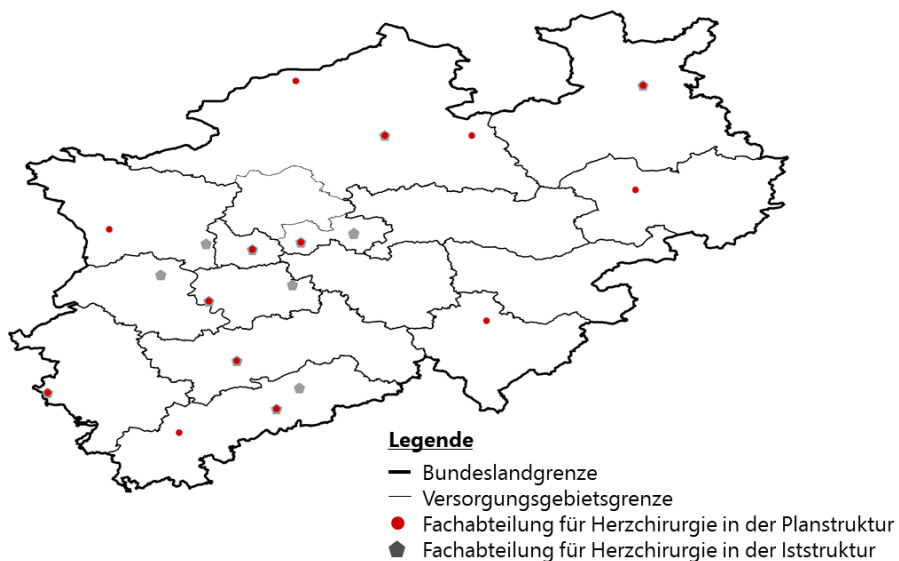 Legende
Bundeslandgrenze
Versorgungsgebietsgrenze
Fachabteilung für Herzchirurgie in der Planstruktur
Fachabteilung für Herzchirurgie in der Iststruktur